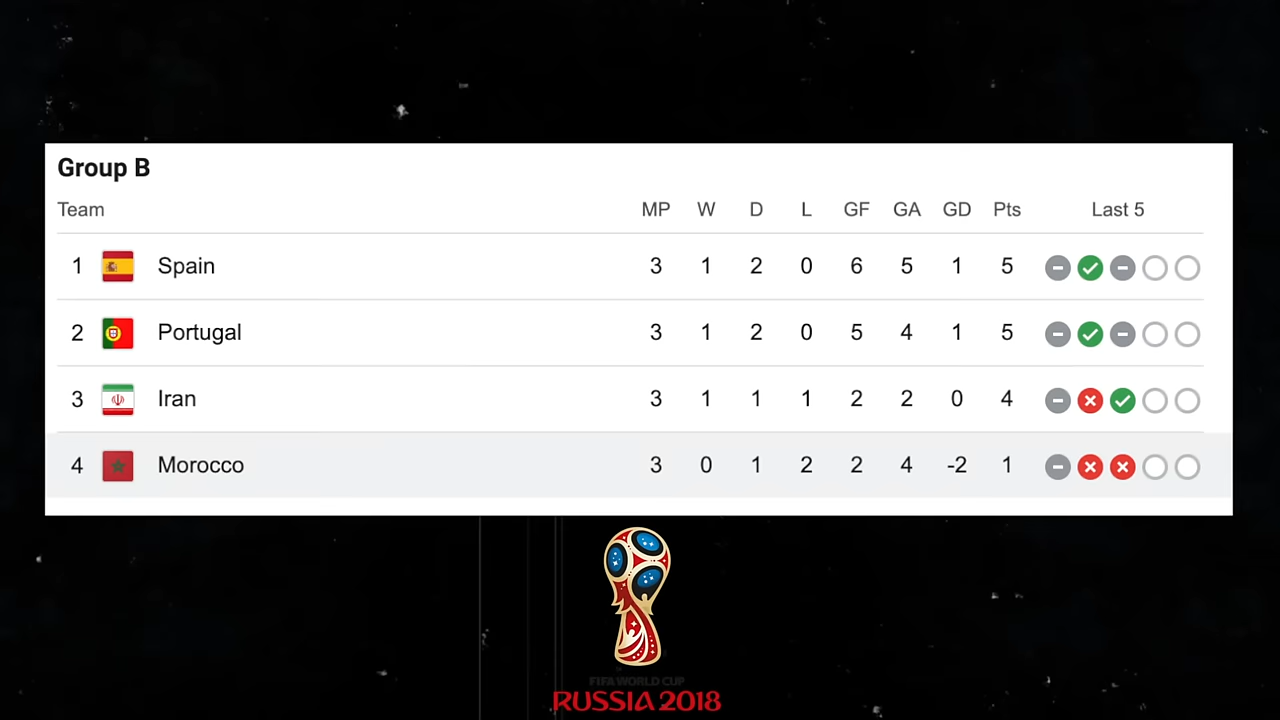 Group B
Team MP W D L GF GA GD Pts Last 5
1 Spain 3 1 2 0 6 5 1 5
2 Portugal 3 1 2 0 5 4 1 5
3 Iran 3 1 1 1 2 2 0 4
4 Morocco 3 0 1 2 2 4 -2 1
FIFA WORLD CUP
RUSSIA 2018